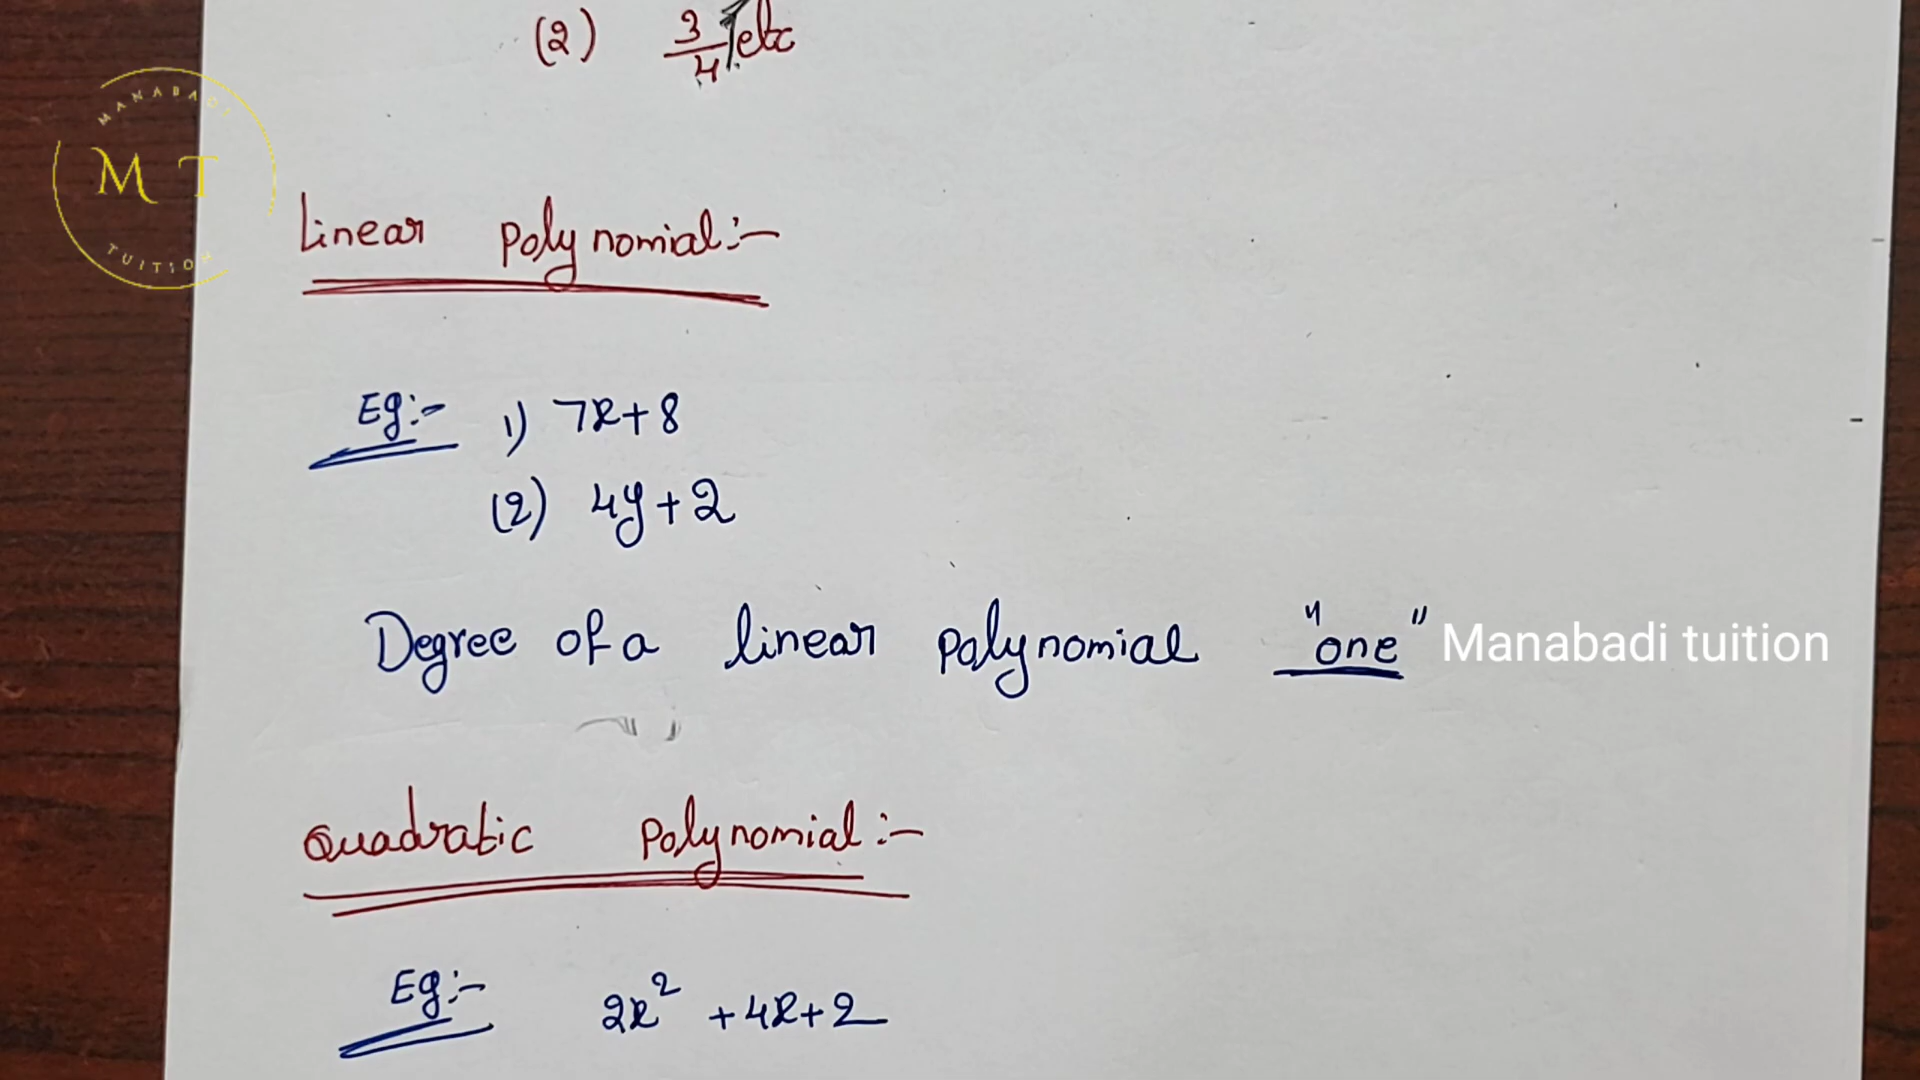 (2) 3/4, etc
MANABADI
M T
TUITION
Linear Polynomial:-
Eg:- 1) 7x+8
(2) 4y+2
Degree of a linear polynomial "one"
Manabadi tuition
Quadratic Polynomial:-
Eg:- 2x² +4x+2